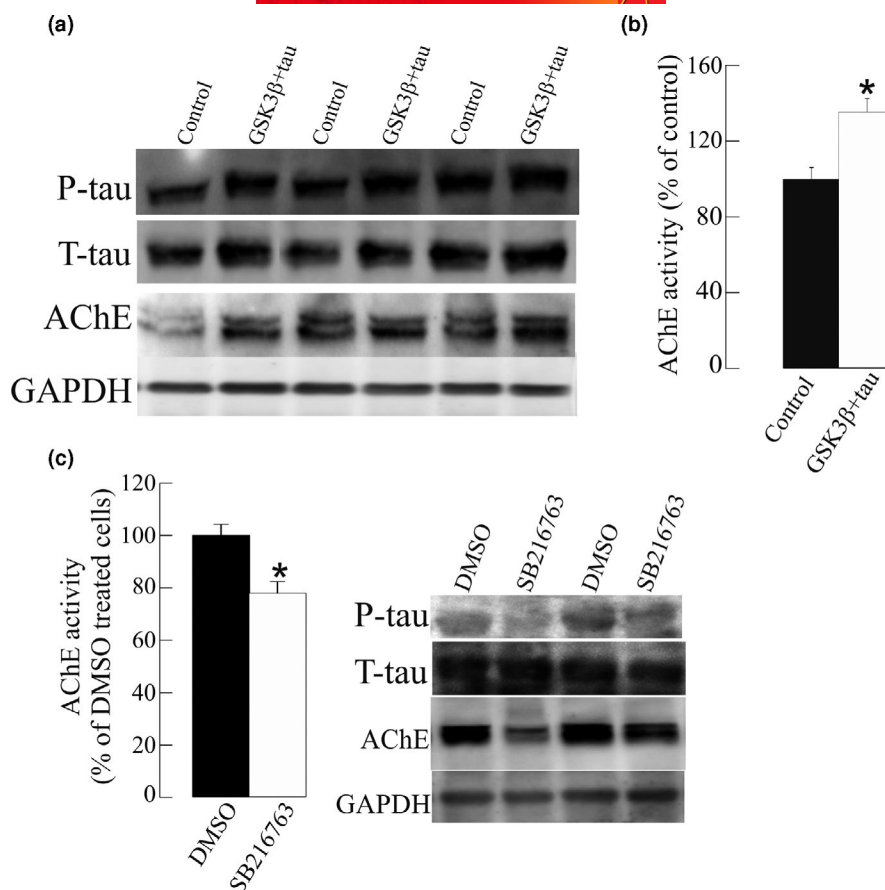 (a)
Control
GSK3β+tau
Control
GSK3β+tau
Control
GSK3β+tau
P-tau
T-tau
AChE
GAPDH
(b)
AChE activity (% of control)
160
120
80
40
0
*
Control
GSK3β+tau
(c)
AChE activity
(% of DMSO treated cells)
120
100
80
60
40
20
0
*
DMSO
SB216763
DMSO
SB216763
DMSO
SB216763
P-tau
T-tau
AChE
GAPDH